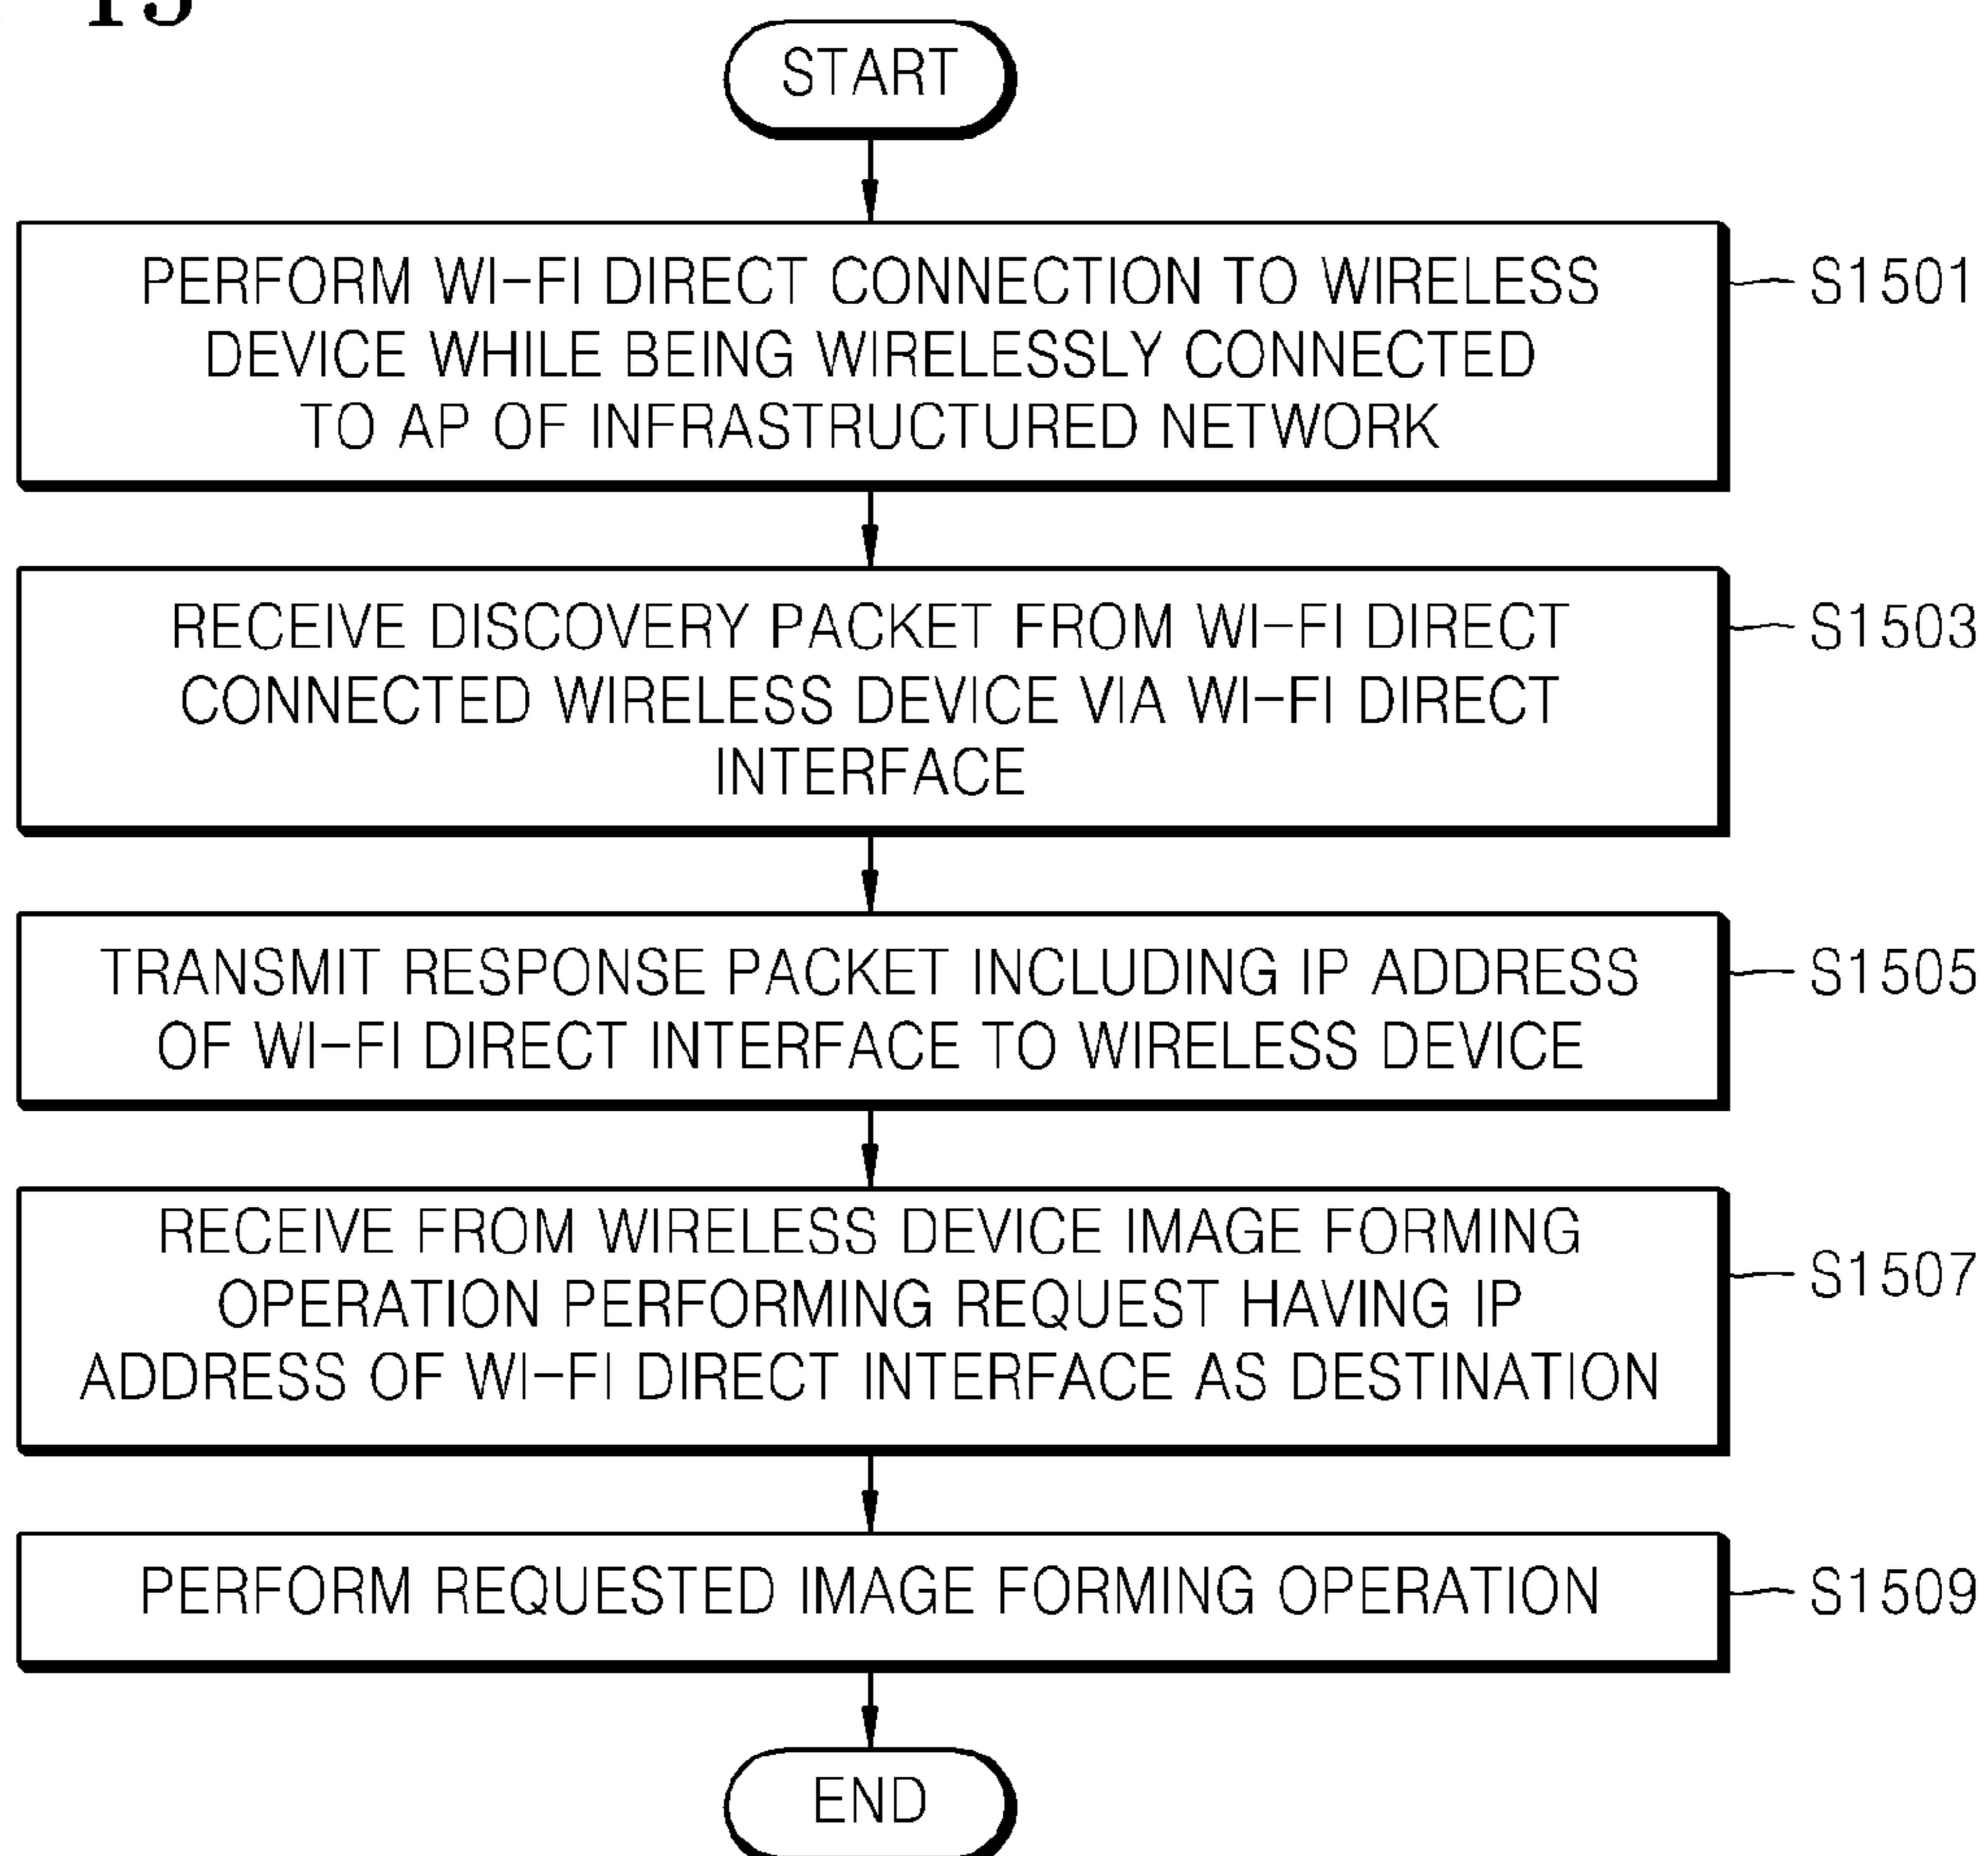 15
START
PERFORM WI-FI DIRECT CONNECTION TO WIRELESS
DEVICE WHILE BEING WIRELESSLY CONNECTED
TO AP OF INFRASTRUCTURED NETWORK
S1501
RECEIVE DISCOVERY PACKET FROM WI-FI DIRECT
CONNECTED WIRELESS DEVICE VIA WI-FI DIRECT
INTERFACE
S1503
TRANSMIT RESPONSE PACKET INCLUDING IP ADDRESS
OF WI-FI DIRECT INTERFACE TO WIRELESS DEVICE
S1505
RECEIVE FROM WIRELESS DEVICE IMAGE FORMING
OPERATION PERFORMING REQUEST HAVING IP
ADDRESS OF WI-FI DIRECT INTERFACE AS DESTINATION
S1507
PERFORM REQUESTED IMAGE FORMING OPERATION
S1509
END